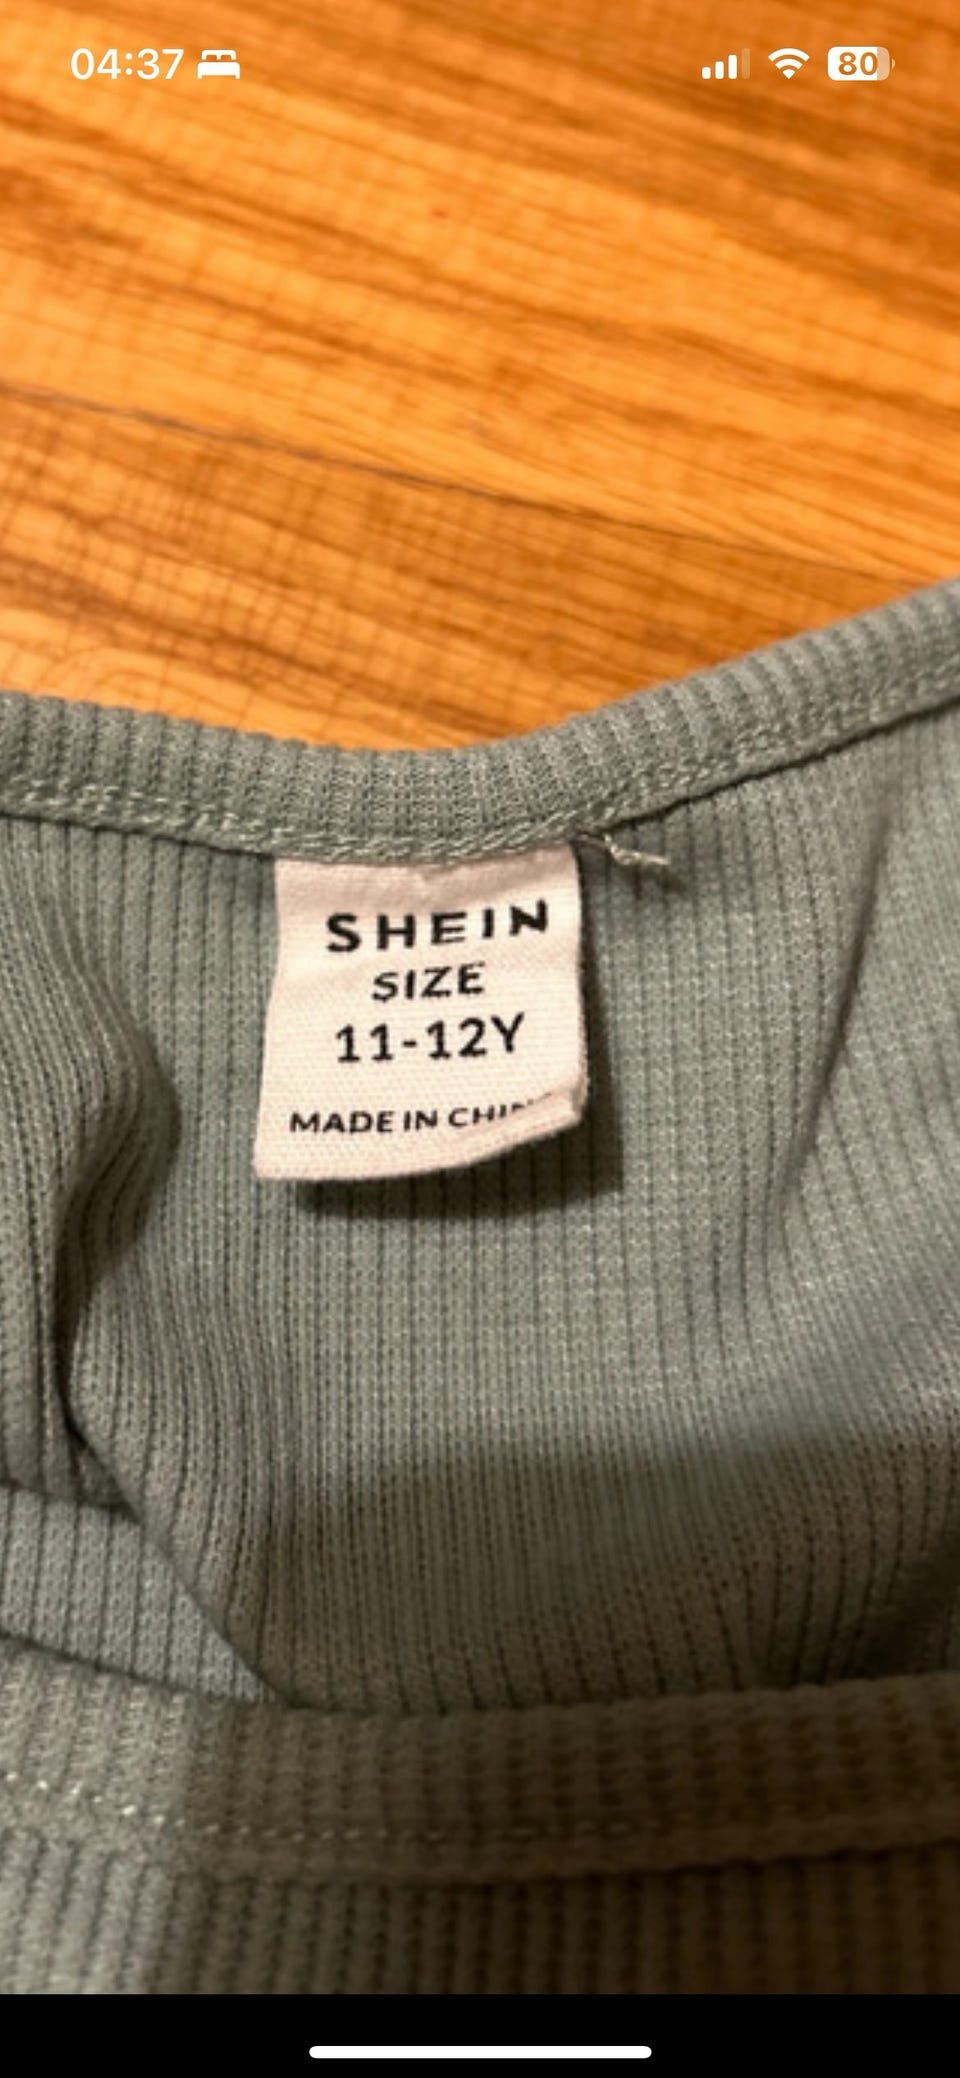 04:37
80
SHEIN
SIZE
11-12Y
MADE IN